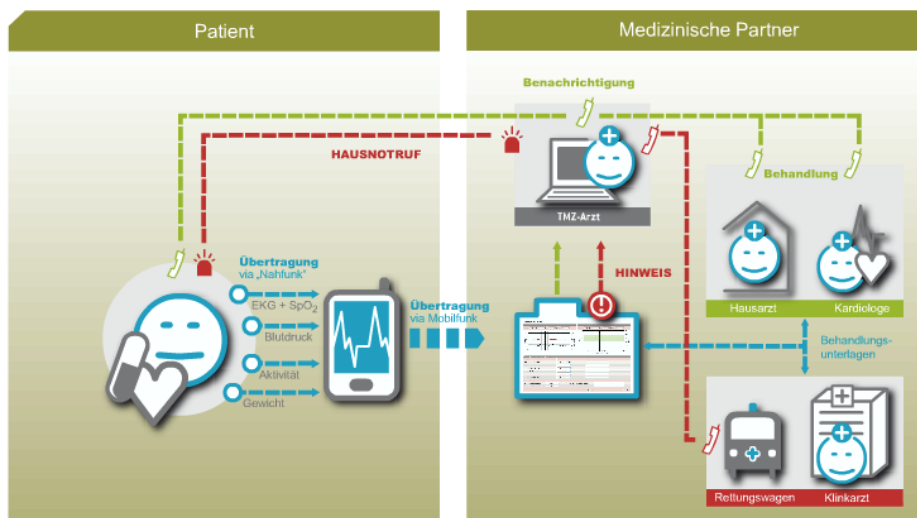 Patient
Medizinische Partner
Benachrichtigung
HAUSNOTRUF
TMZ-Arzt
Behandlung
Hausarzt
Kardiologe
Übertragung
via „Nahfunk“
EKG + SpO₂
Blutdruck
Aktivität
Gewicht
Übertragung
via Mobilfunk
HINWEIS
Behandlungs-
unterlagen
Rettungswagen
Klinkarzt